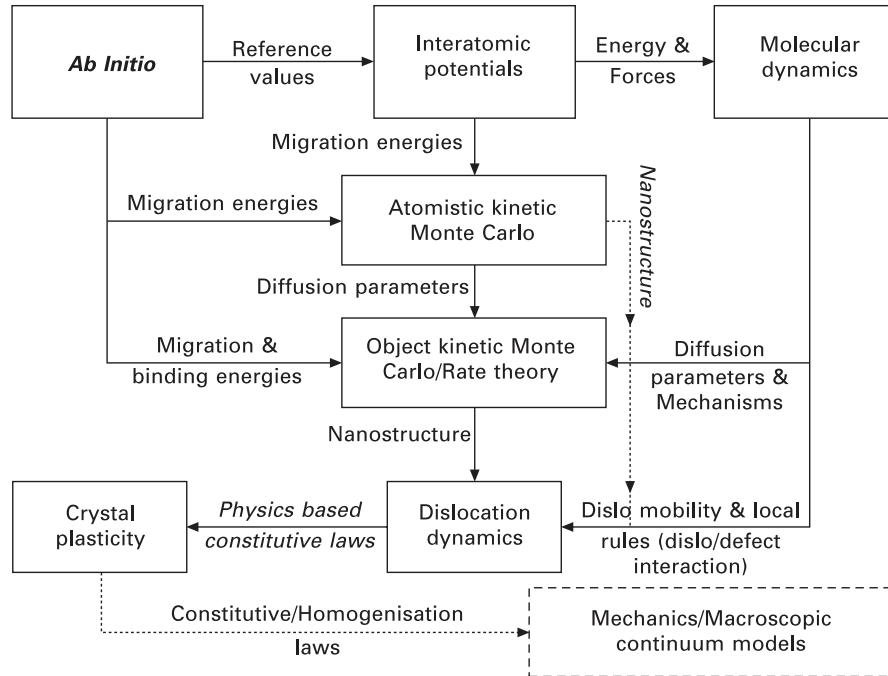 Ab Initio
Reference
values
Interatomic
potentials
Energy &
Forces
Molecular
dynamics
Migration energies
Migration energies
Atomistic kinetic
Monte Carlo
Nanostructure
Diffusion parameters
Migration &
binding energies
Object kinetic Monte
Carlo/Rate theory
Diffusion
parameters &
Mechanisms
Nanostructure
Crystal
plasticity
Physics based
constitutive laws
Dislocation
dynamics
Dislo mobility & local
rules (dislo/defect
interaction)
Constitutive/Homogenisation
laws
Mechanics/Macroscopic
continuum models